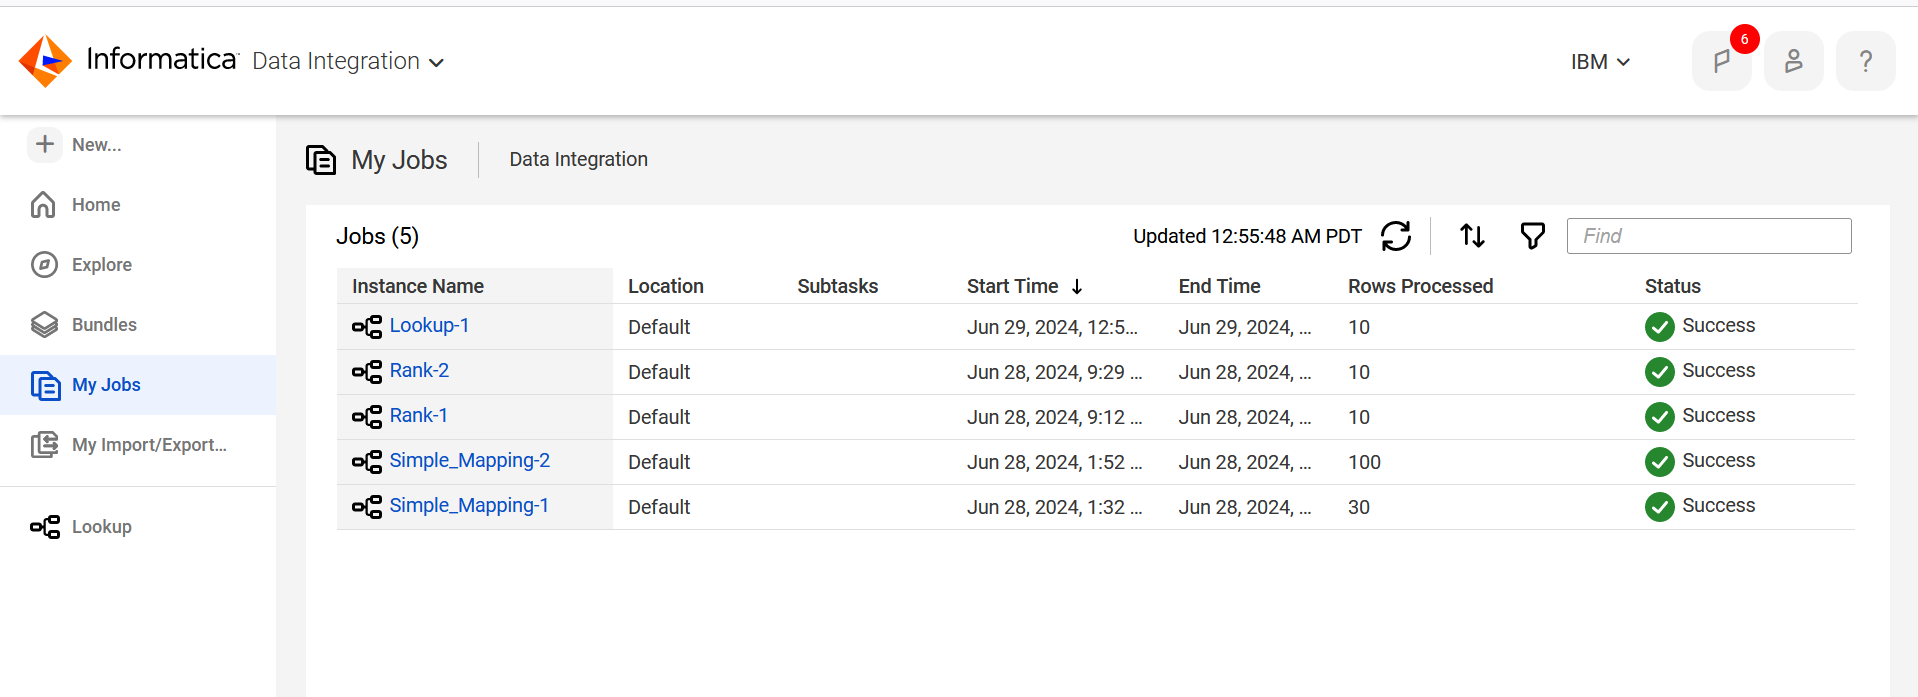 Informatica Data Integration IBM 6 ?
New...
Home
Explore
Bundles
My Jobs
My Import/Export...
Lookup
My Jobs Data Integration
Jobs (5) Updated 12:55:48 AM PDT Find
Instance Name Location Subtasks Start Time ↓ End Time Rows Processed Status
Lookup-1 Default Jun 29, 2024, 12:5... Jun 29, 2024, ... 10 Success
Rank-2 Default Jun 28, 2024, 9:29 ... Jun 28, 2024, ... 10 Success
Rank-1 Default Jun 28, 2024, 9:12 ... Jun 28, 2024, ... 10 Success
Simple_Mapping-2 Default Jun 28, 2024, 1:52 ... Jun 28, 2024, ... 100 Success
Simple_Mapping-1 Default Jun 28, 2024, 1:32 ... Jun 28, 2024, ... 30 Success